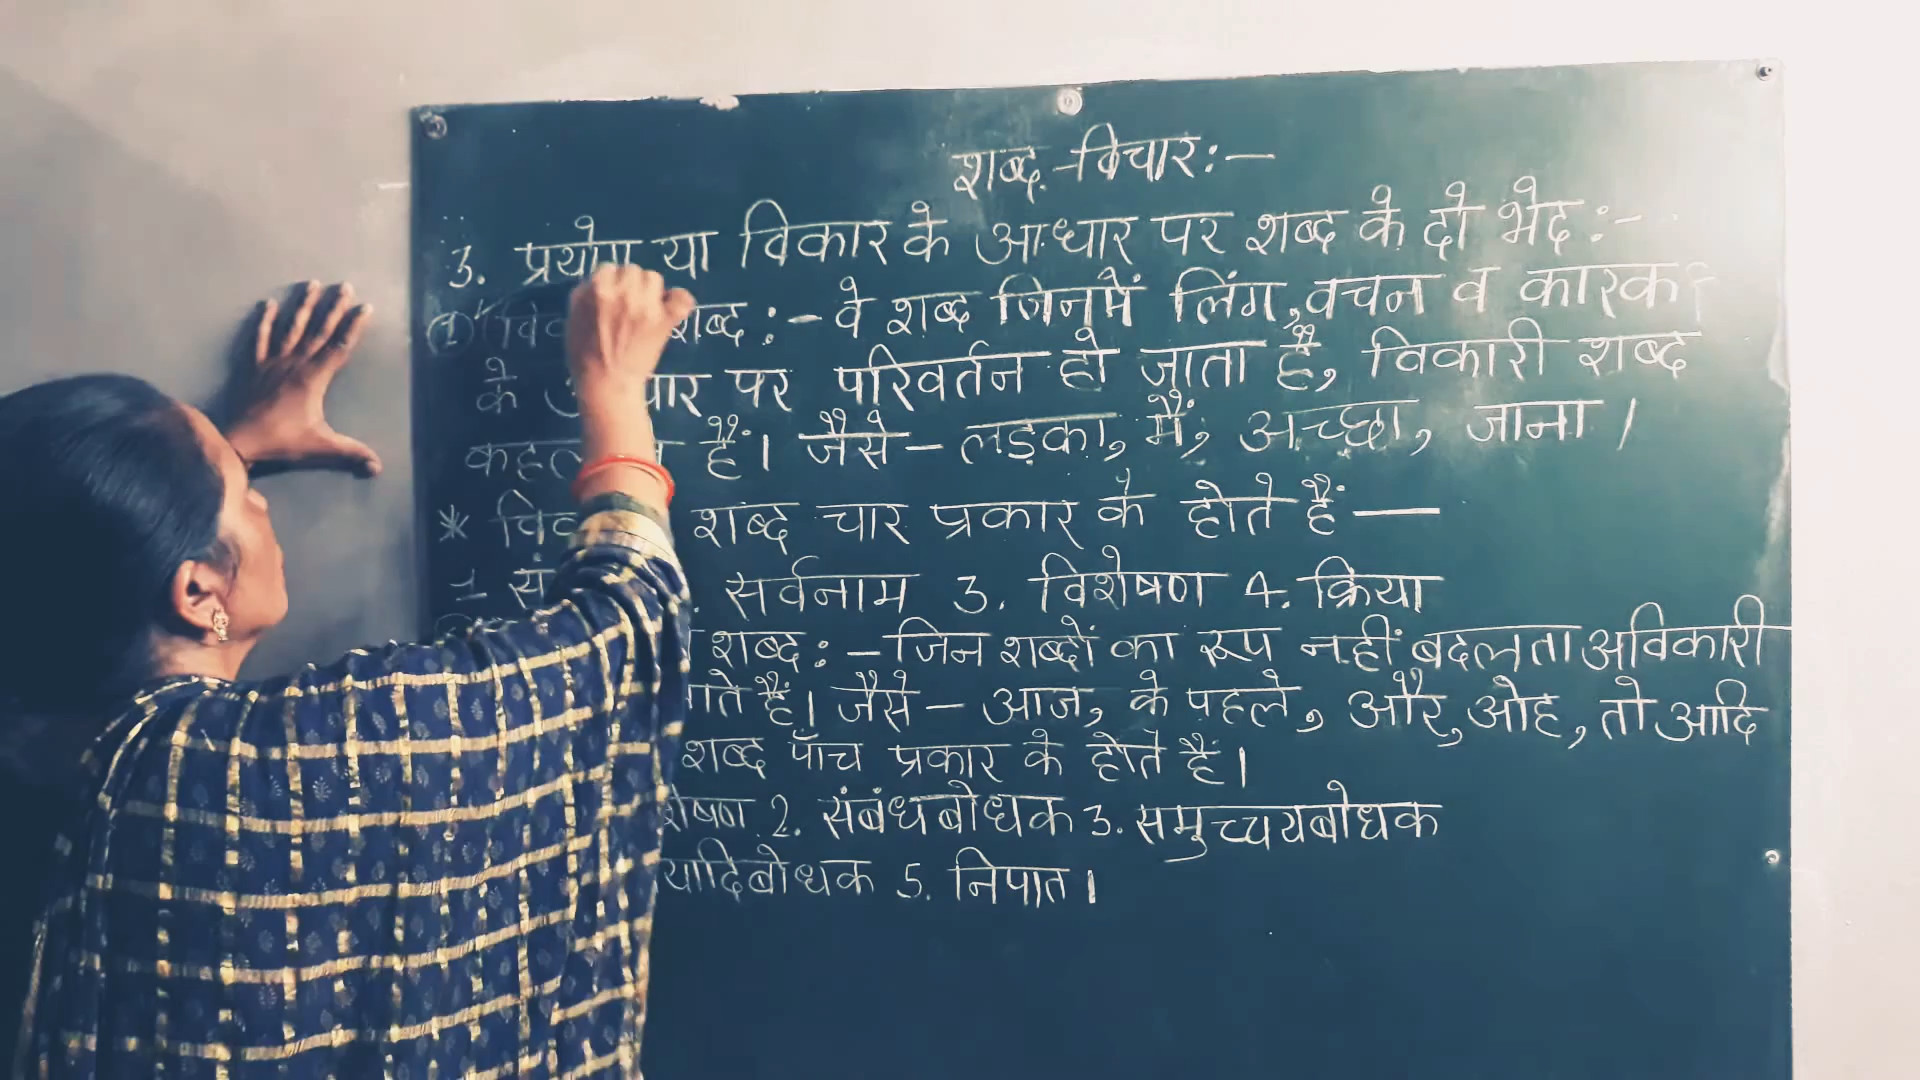 शब्द-विचार:-
3. प्रयोग या विकार के आधार पर शब्द के दो भेद:-
(1) शब्द:- वे शब्द जिनमें लिंग, वचन व कारक
के पर परिवर्तन हो जाता है, विकारी शब्द
हैं। जैसे- लड़का, मैं, अच्छा, जाना।
* शब्द चार प्रकार के होते हैं—
सर्वनाम 3. विशेषण 4. क्रिया
शब्द:- जिन शब्दों का रूप नहीं बदलता अविकारी
हैं। जैसे- आज, के पहले, और, ओह, तो आदि
शब्द पाँच प्रकार के होते हैं।
2. संबंधबोधक 3. समुच्चयबोधक
5. निपात।